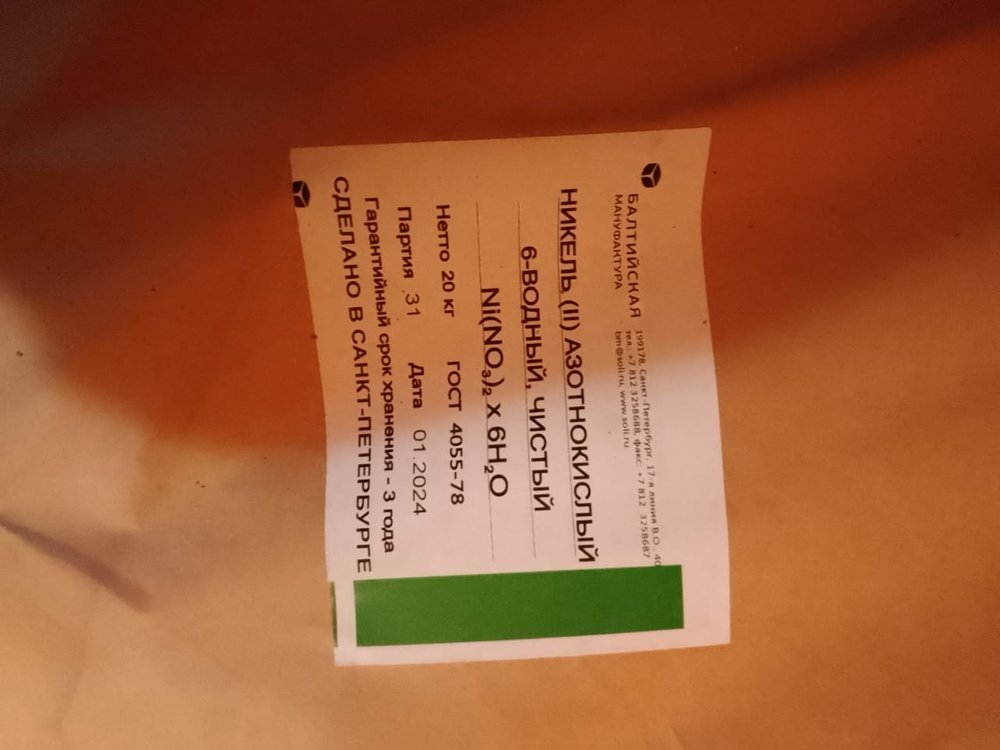 БАЛТИЙСКАЯ
МАНУФАКТУРА
199178, Санкт-Петербург, 17-я линия В.О., 40
тел.: +7 812 3258688, факс: +7 812 3258687
bm@soli.ru, www.soli.ru
НИКЕЛЬ (II) АЗОТНОКИСЛЫЙ
6-ВОДНЫЙ, ЧИСТЫЙ
Ni(NO₃)₂ X 6H₂O
Нетто 20 кг ГОСТ 4055-78
Партия 31 Дата 01.2024
Гарантийный срок хранения - 3 года
СДЕЛАНО В САНКТ-ПЕТЕРБУРГЕ